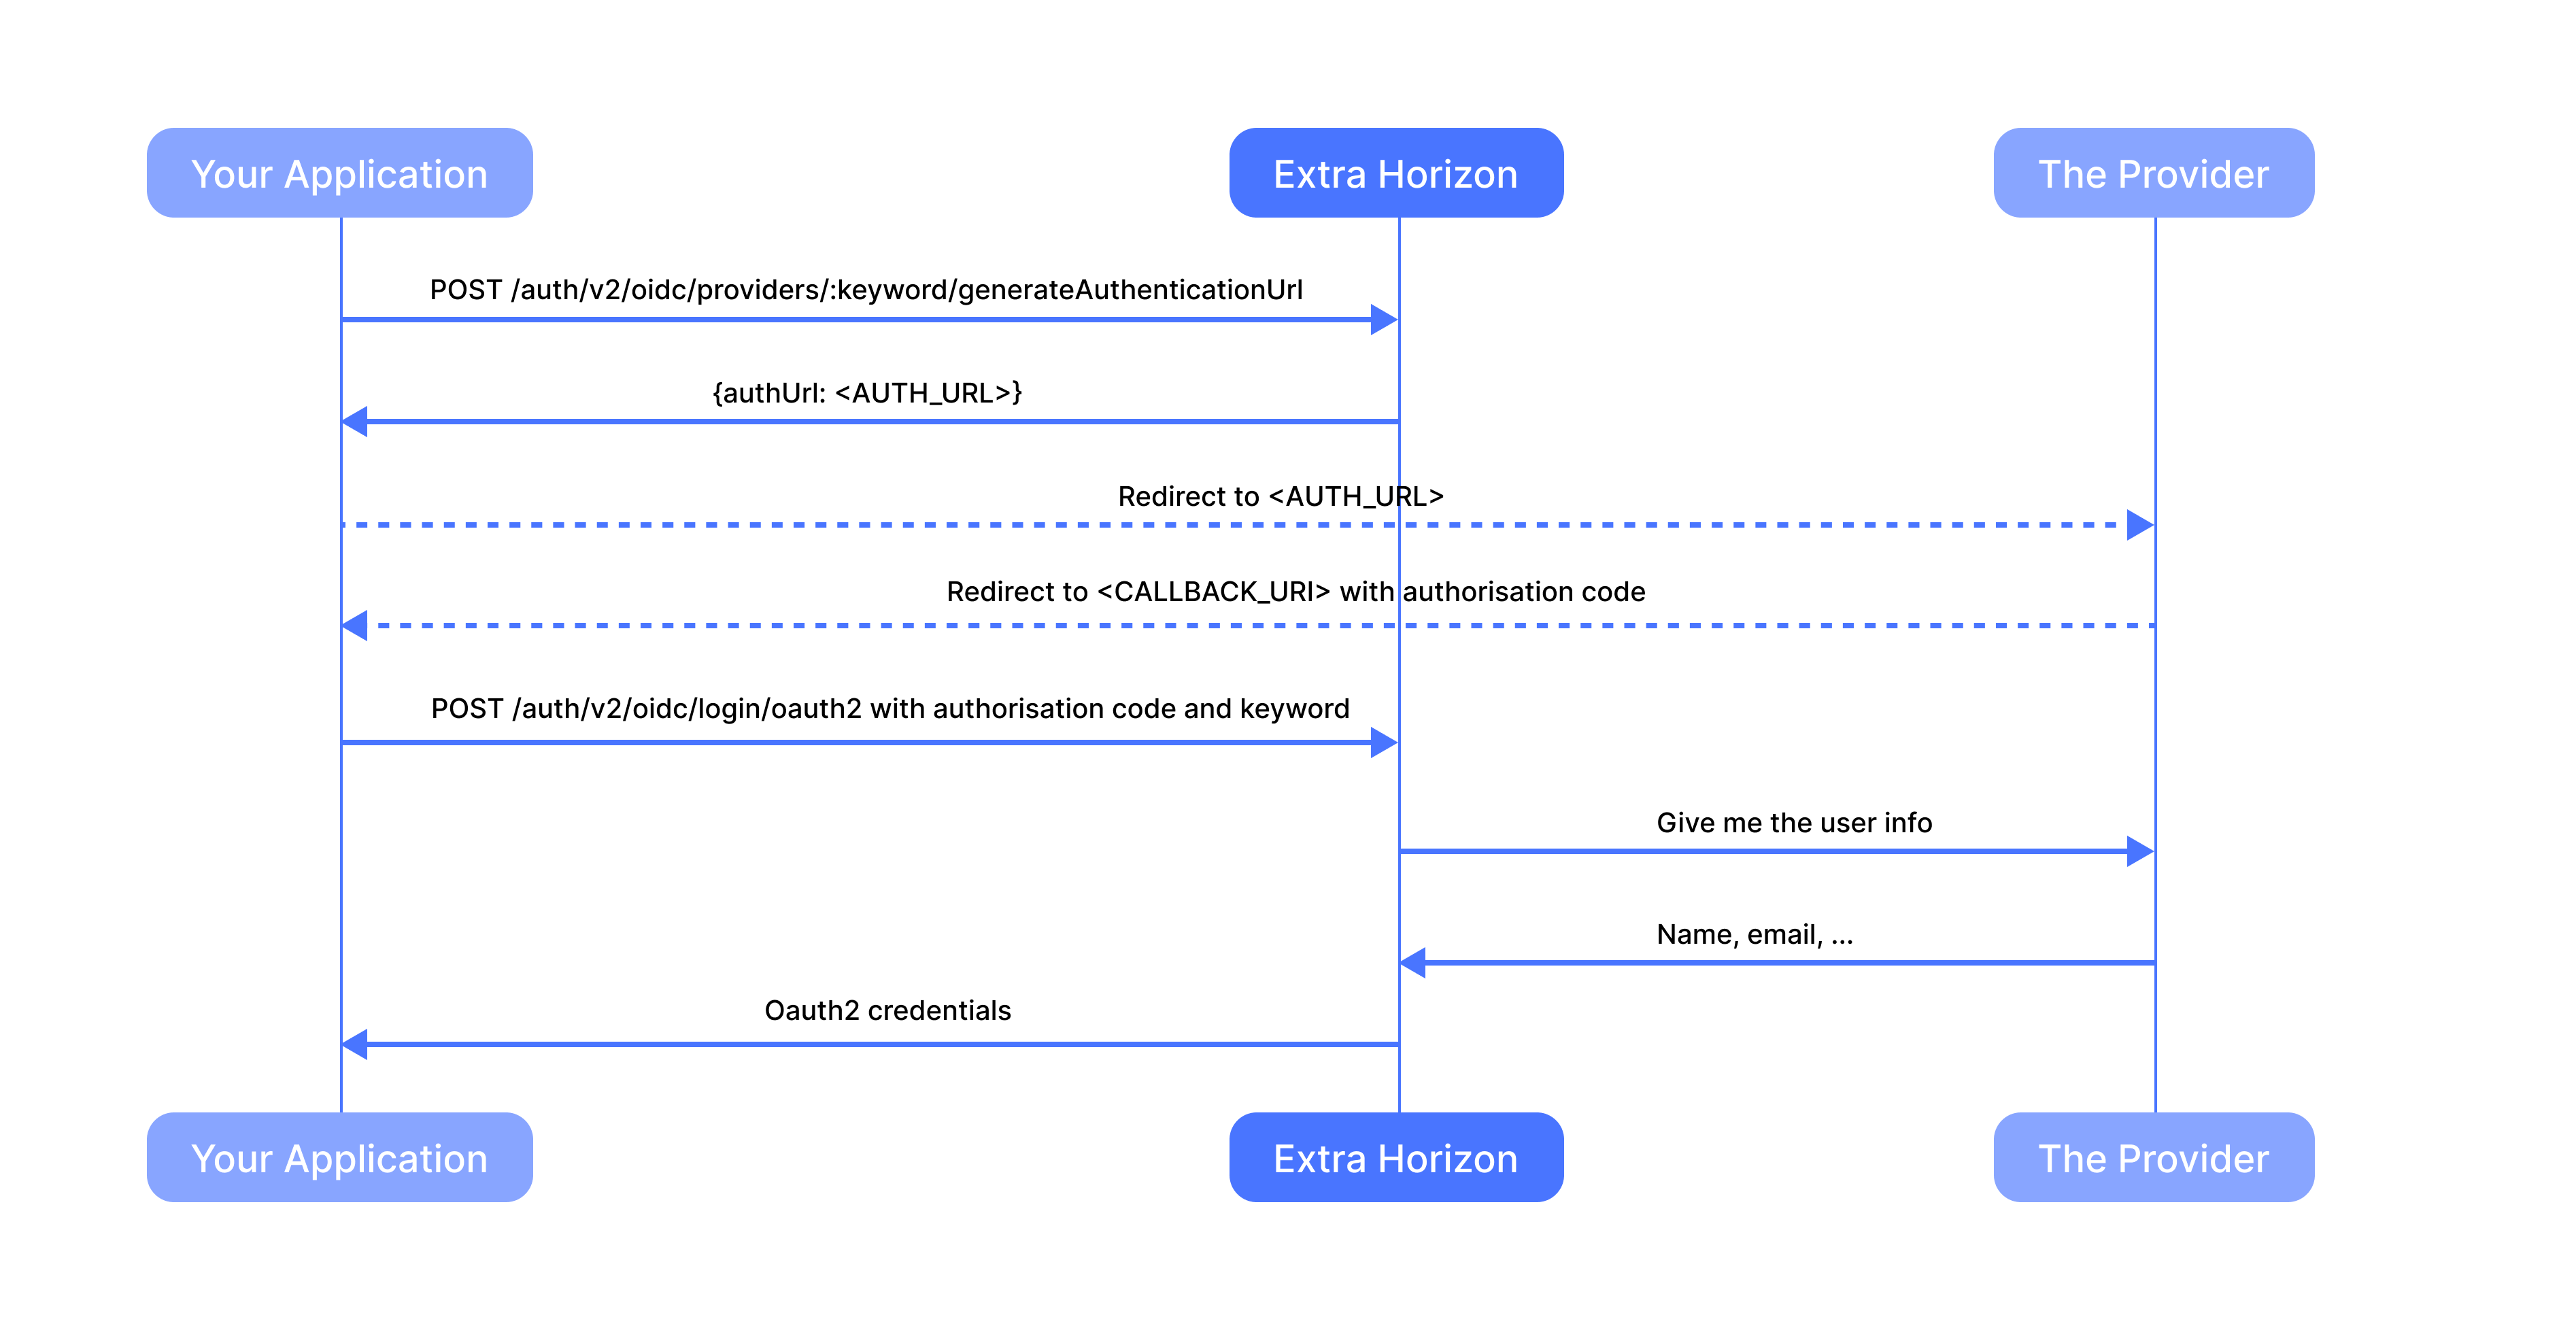 Your Application
Extra Horizon
The Provider
POST /auth/v2/oidc/providers/:keyword/generateAuthenticationUrl
{authUrl: <AUTH_URL>}
Redirect to <AUTH_URL>
Redirect to <CALLBACK_URI> with authorisation code
POST /auth/v2/oidc/login/oauth2 with authorisation code and keyword
Give me the user info
Name, email, ...
Oauth2 credentials
Your Application
Extra Horizon
The Provider